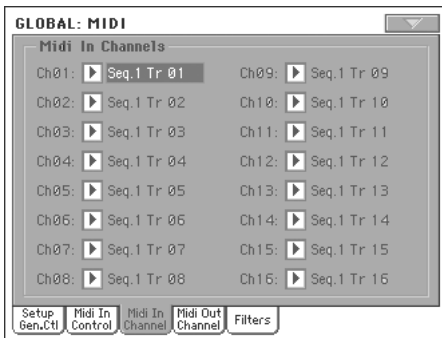 GLOBAL: MIDI
Midi In Channels
Ch01: Seq.1 Tr 01
Ch02: Seq.1 Tr 02
Ch03: Seq.1 Tr 03
Ch04: Seq.1 Tr 04
Ch05: Seq.1 Tr 05
Ch06: Seq.1 Tr 06
Ch07: Seq.1 Tr 07
Ch08: Seq.1 Tr 08
Ch09: Seq.1 Tr 09
Ch10: Seq.1 Tr 10
Ch11: Seq.1 Tr 11
Ch12: Seq.1 Tr 12
Ch13: Seq.1 Tr 13
Ch14: Seq.1 Tr 14
Ch15: Seq.1 Tr 15
Ch16: Seq.1 Tr 16
Setup
Gen.Ctl
Midi In
Control
Midi In
Channel
Midi Out
Channel
Filters